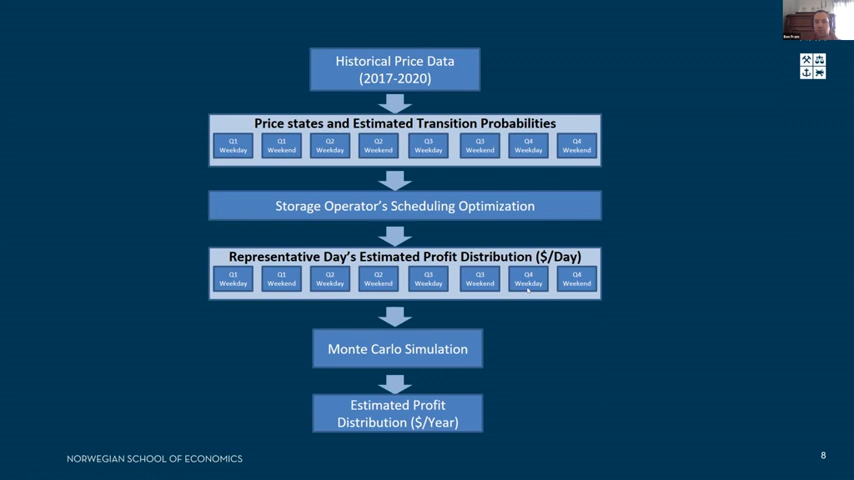 Historical Price Data
(2017-2020)
Price states and Estimated Transition Probabilities
Q1 Q1 Q2 Q2 Q3 Q3 Q4 Q4
Weekday Weekend Weekday Weekend Weekday Weekend Weekday Weekend
Storage Operator's Scheduling Optimization
Representative Day's Estimated Profit Distribution ($/Day)
Q1 Q1 Q2 Q2 Q3 Q3 Q4 Q4
Weekday Weekend Weekday Weekend Weekday Weekend Weekday Weekend
Monte Carlo Simulation
Estimated Profit
Distribution ($/Year)
NORWEGIAN SCHOOL OF ECONOMICS
8